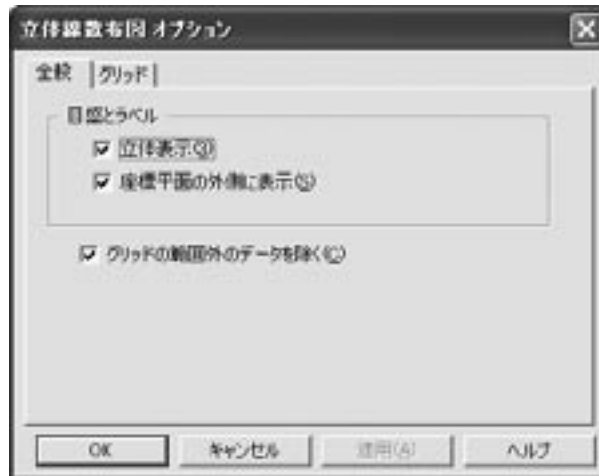 立体線散布図 オプション
全般 グリッド
目盛とラベル
立体表示(3)
座標平面の外側に表示(S)
グリッドの範囲外のデータを除く(C)
OK キャンセル 適用(A) ヘルプ